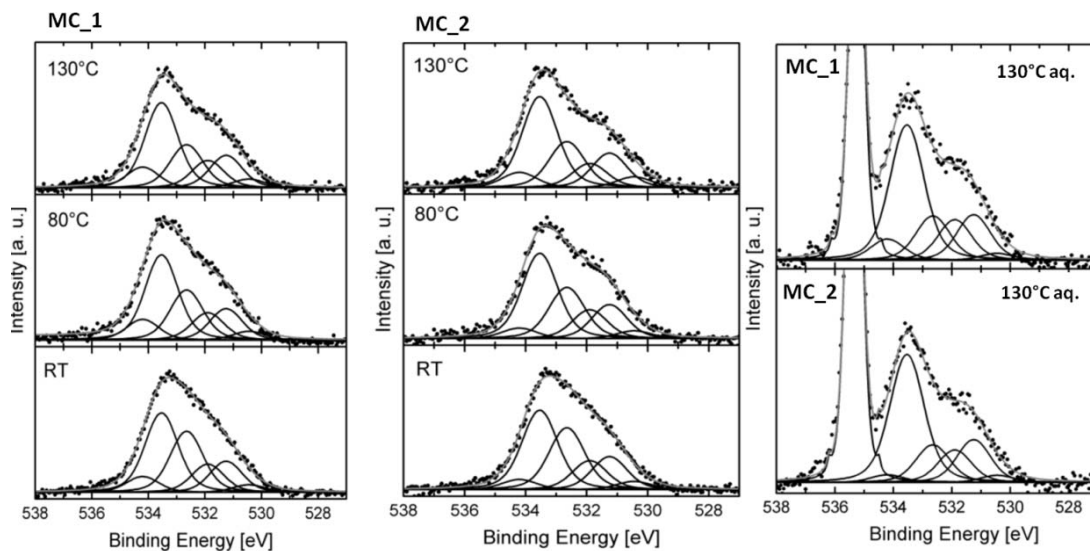 MC_1
130°C
80°C
RT
Intensity [a. u.]
538 536 534 532 530 528
Binding Energy [eV]
MC_2
130°C
80°C
RT
Intensity [a. u.]
538 536 534 532 530 528
Binding Energy [eV]
MC_1 130°C aq.
MC_2 130°C aq.
Intensity [a. u.]
538 536 534 532 530 528
Binding Energy [eV]